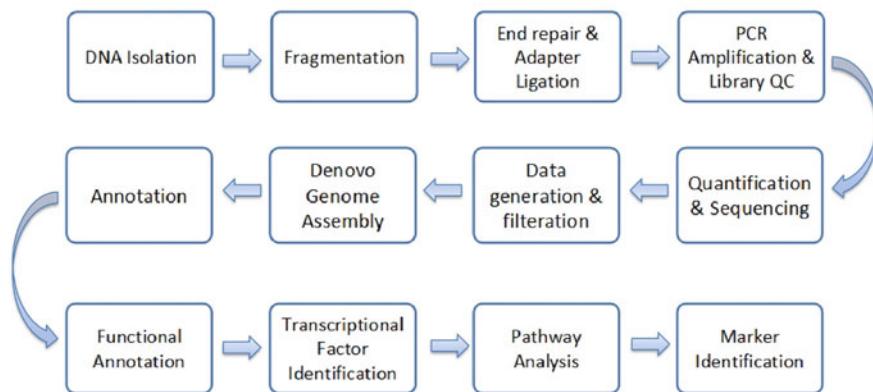 DNA Isolation
Fragmentation
End repair &
Adapter
Ligation
PCR
Amplification &
Library QC
Annotation
Denovo
Genome
Assembly
Data
generation &
filteration
Quantification
& Sequencing
Functional
Annotation
Transcriptional
Factor
Identification
Pathway
Analysis
Marker
Identification